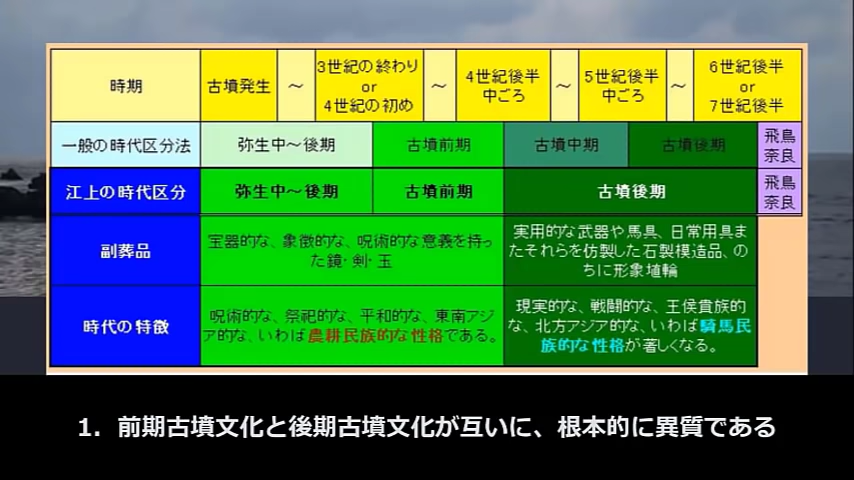 時期
古墳発生
～
3世紀の終わり
or
4世紀の初め
～
4世紀後半
中ごろ
～
5世紀後半
中ごろ
～
6世紀後半
or
7世紀後半
一般の時代区分法
弥生中～後期
古墳前期
古墳中期
古墳後期
飛鳥
奈良
江上の時代区分
弥生中～後期
古墳前期
古墳後期
飛鳥
奈良
副葬品
宝器的な、象徴的な、呪術的な意義を持っ
た鏡・剣・玉
実用的な武器や馬具、日常用具ま
たそれらを仿製した石製模造品、の
ちに形象埴輪
時代の特徴
呪術的な、祭祀的な、平和的な、東南アジ
ア的な、いわば農耕民族的な性格である。
現実的な、戦闘的な、王侯貴族的
な、北方アジア的な、いわば騎馬民
族的な性格が著しくなる。
1．前期古墳文化と後期古墳文化が互いに、根本的に異質である